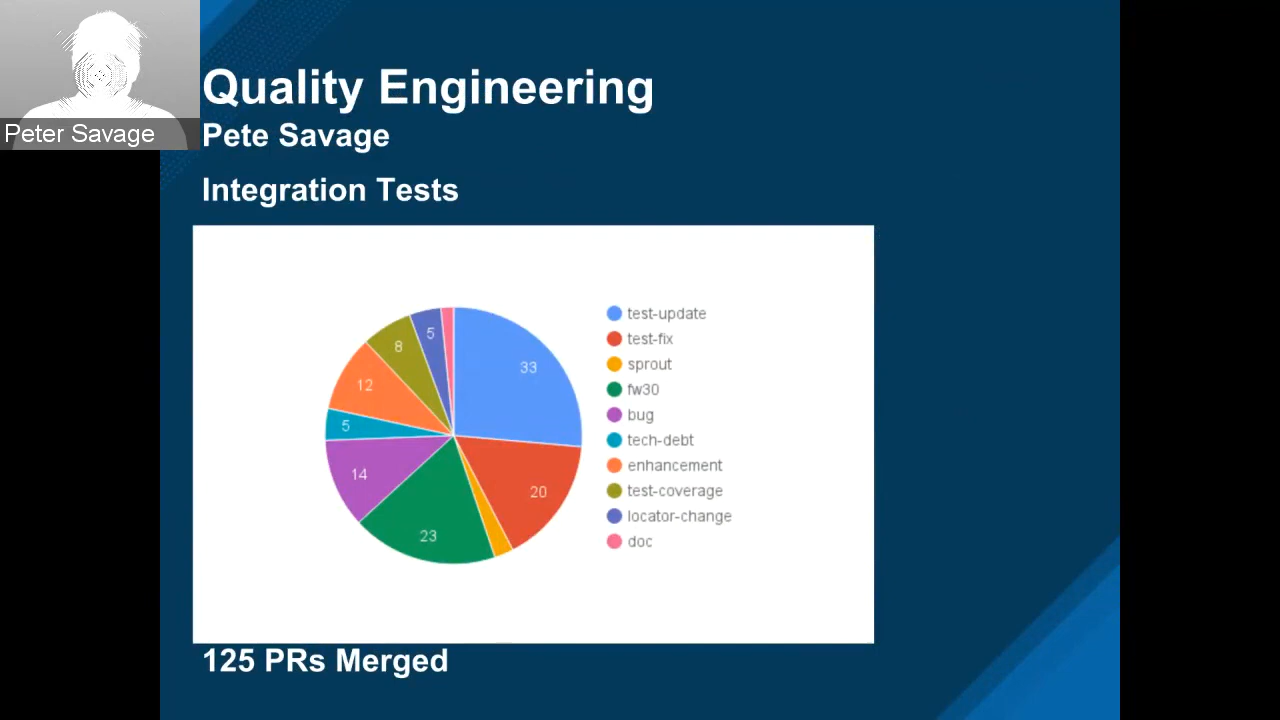 Peter Savage
Quality Engineering
Pete Savage
Integration Tests
33
20
23
14
5
12
8
5
test-update
test-fix
sprout
fw30
bug
tech-debt
enhancement
test-coverage
locator-change
doc
125 PRs Merged